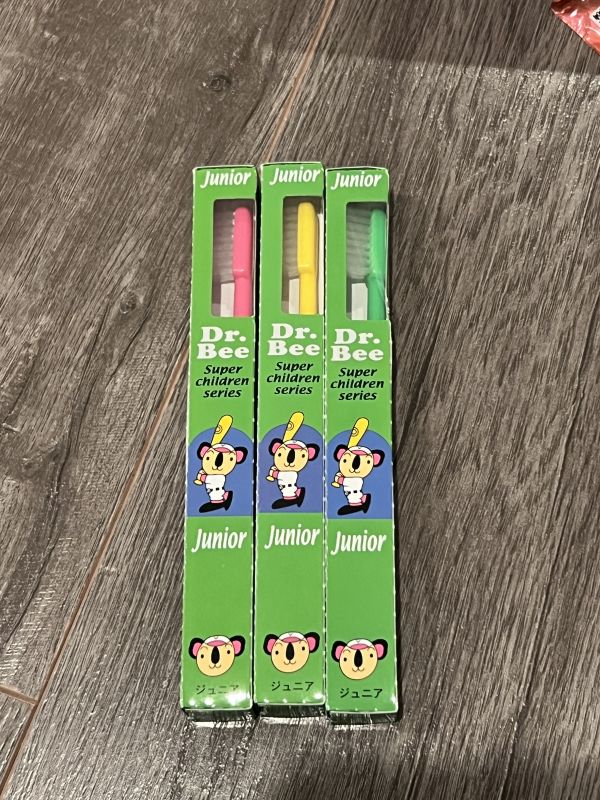 Junior
Dr.
Bee
Super
children
series
Junior
ジュニア
Junior
Dr.
Bee
Super
children
series
Junior
ジュニア
Junior
Dr.
Bee
Super
children
series
Junior
ジュニア